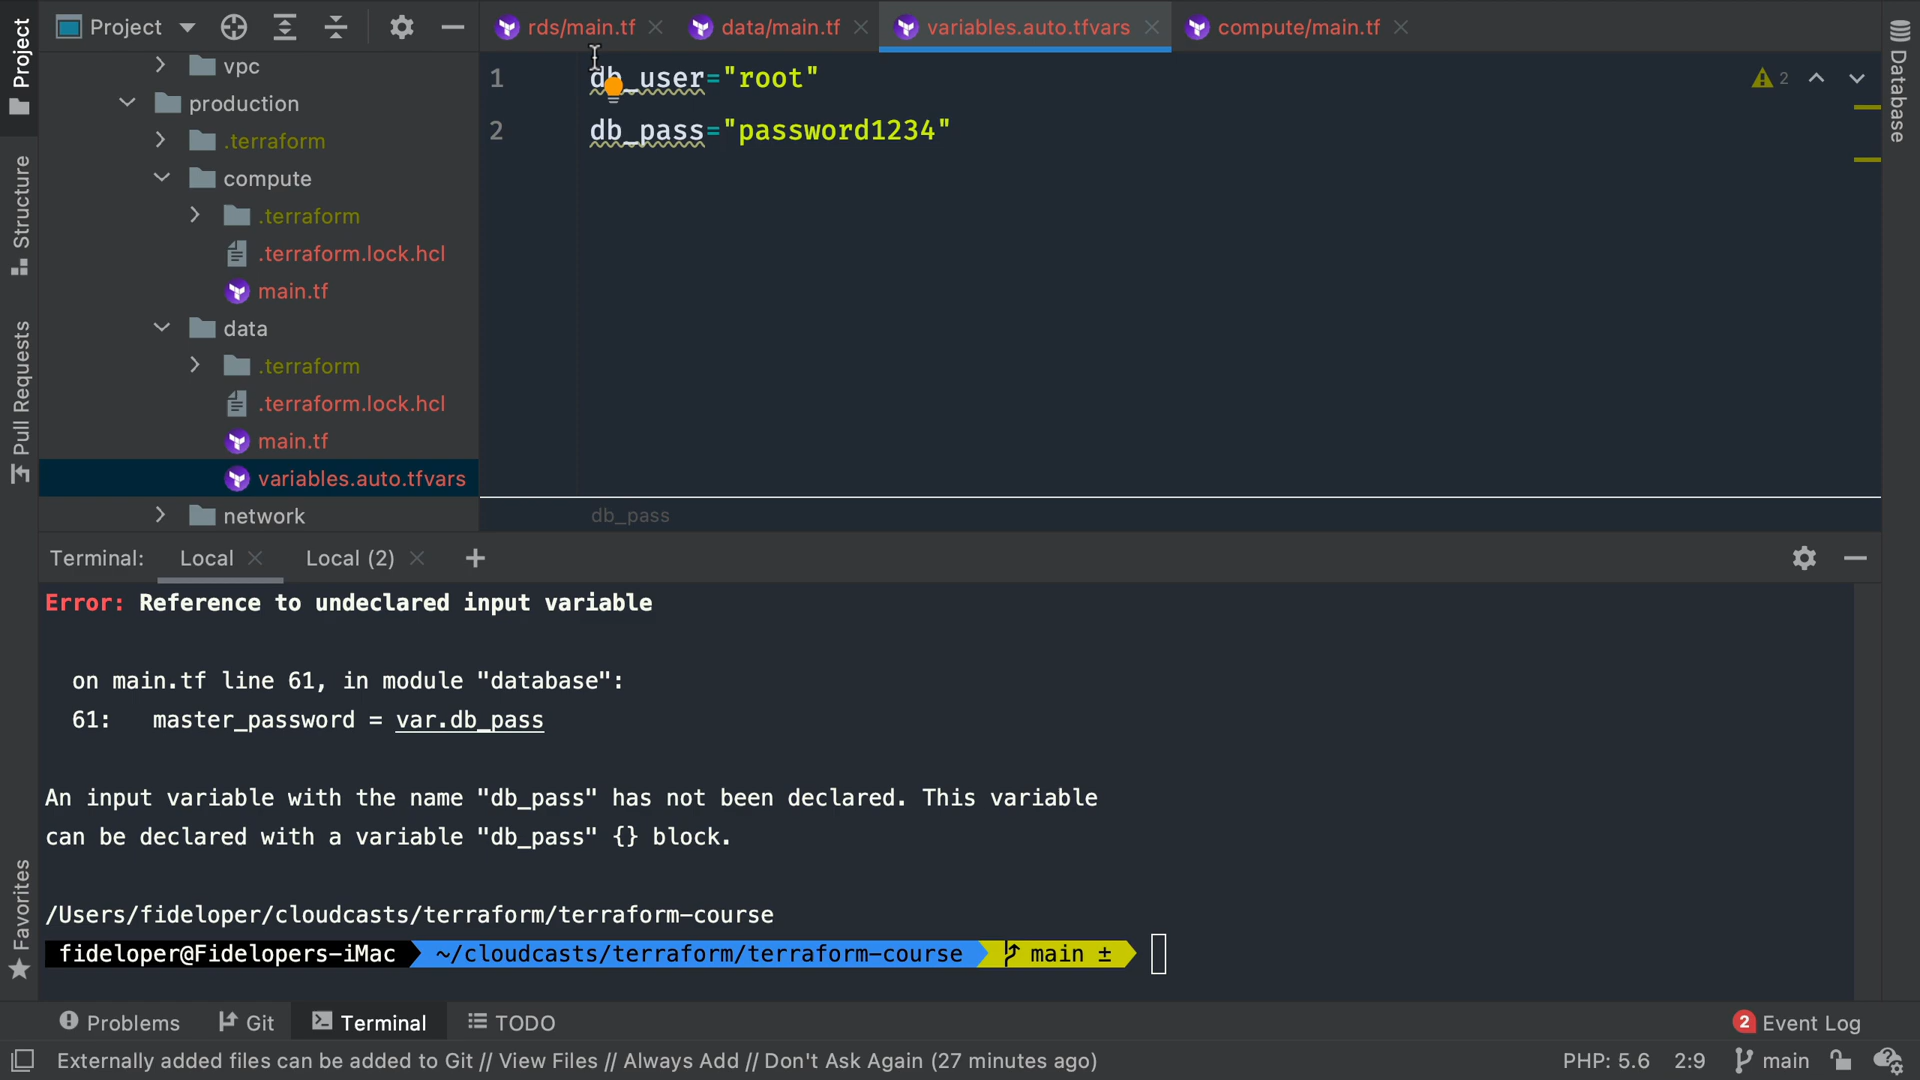 Project
rds/main.tf
data/main.tf
variables.auto.tfvars
compute/main.tf
Project
Structure
Pull Requests
Favorites
Database
vpc
production
.terraform
compute
.terraform
.terraform.lock.hcl
main.tf
data
.terraform
.terraform.lock.hcl
main.tf
variables.auto.tfvars
network
1 db_user="root"
2 db_pass="password1234"
2
db_pass
Terminal: Local Local (2)
Error: Reference to undeclared input variable
on main.tf line 61, in module "database":
61: master_password = var.db_pass
An input variable with the name "db_pass" has not been declared. This variable
can be declared with a variable "db_pass" {} block.
/Users/fideloper/cloudcasts/terraform/terraform-course
fideloper@Fidelopers-iMac ~/cloudcasts/terraform/terraform-course main ±
Problems Git Terminal TODO
2 Event Log
Externally added files can be added to Git // View Files // Always Add // Don't Ask Again (27 minutes ago)
PHP: 5.6 2:9 main